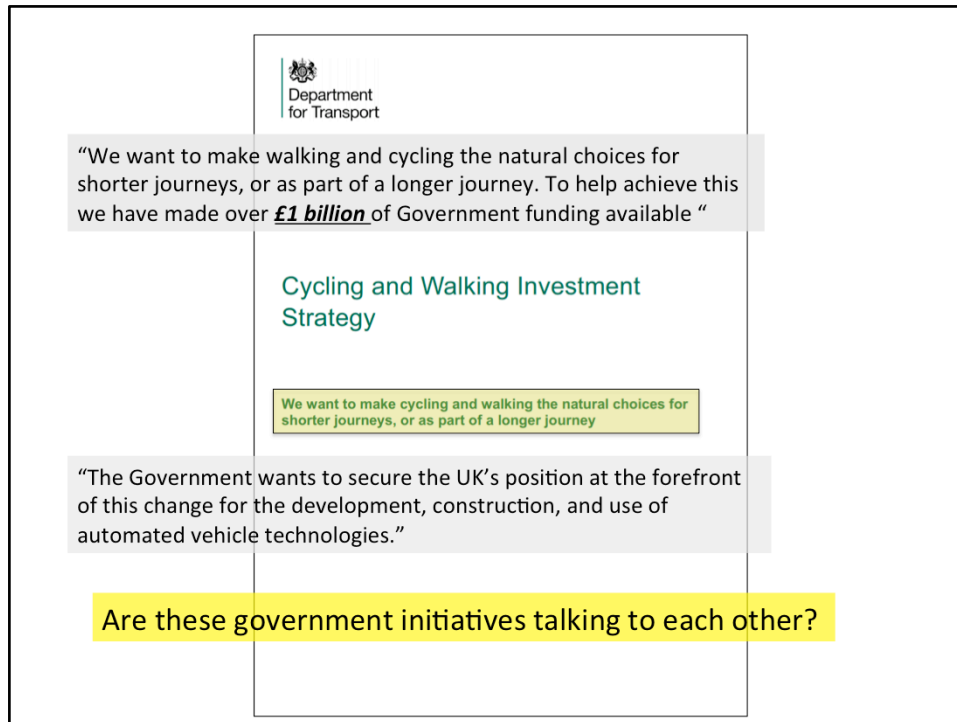 Department
for Transport
“We want to make walking and cycling the natural choices for
shorter journeys, or as part of a longer journey. To help achieve this
we have made over £1 billion of Government funding available “
Cycling and Walking Investment
Strategy
We want to make cycling and walking the natural choices for
shorter journeys, or as part of a longer journey
“The Government wants to secure the UK’s position at the forefront
of this change for the development, construction, and use of
automated vehicle technologies.”
Are these government initiatives talking to each other?